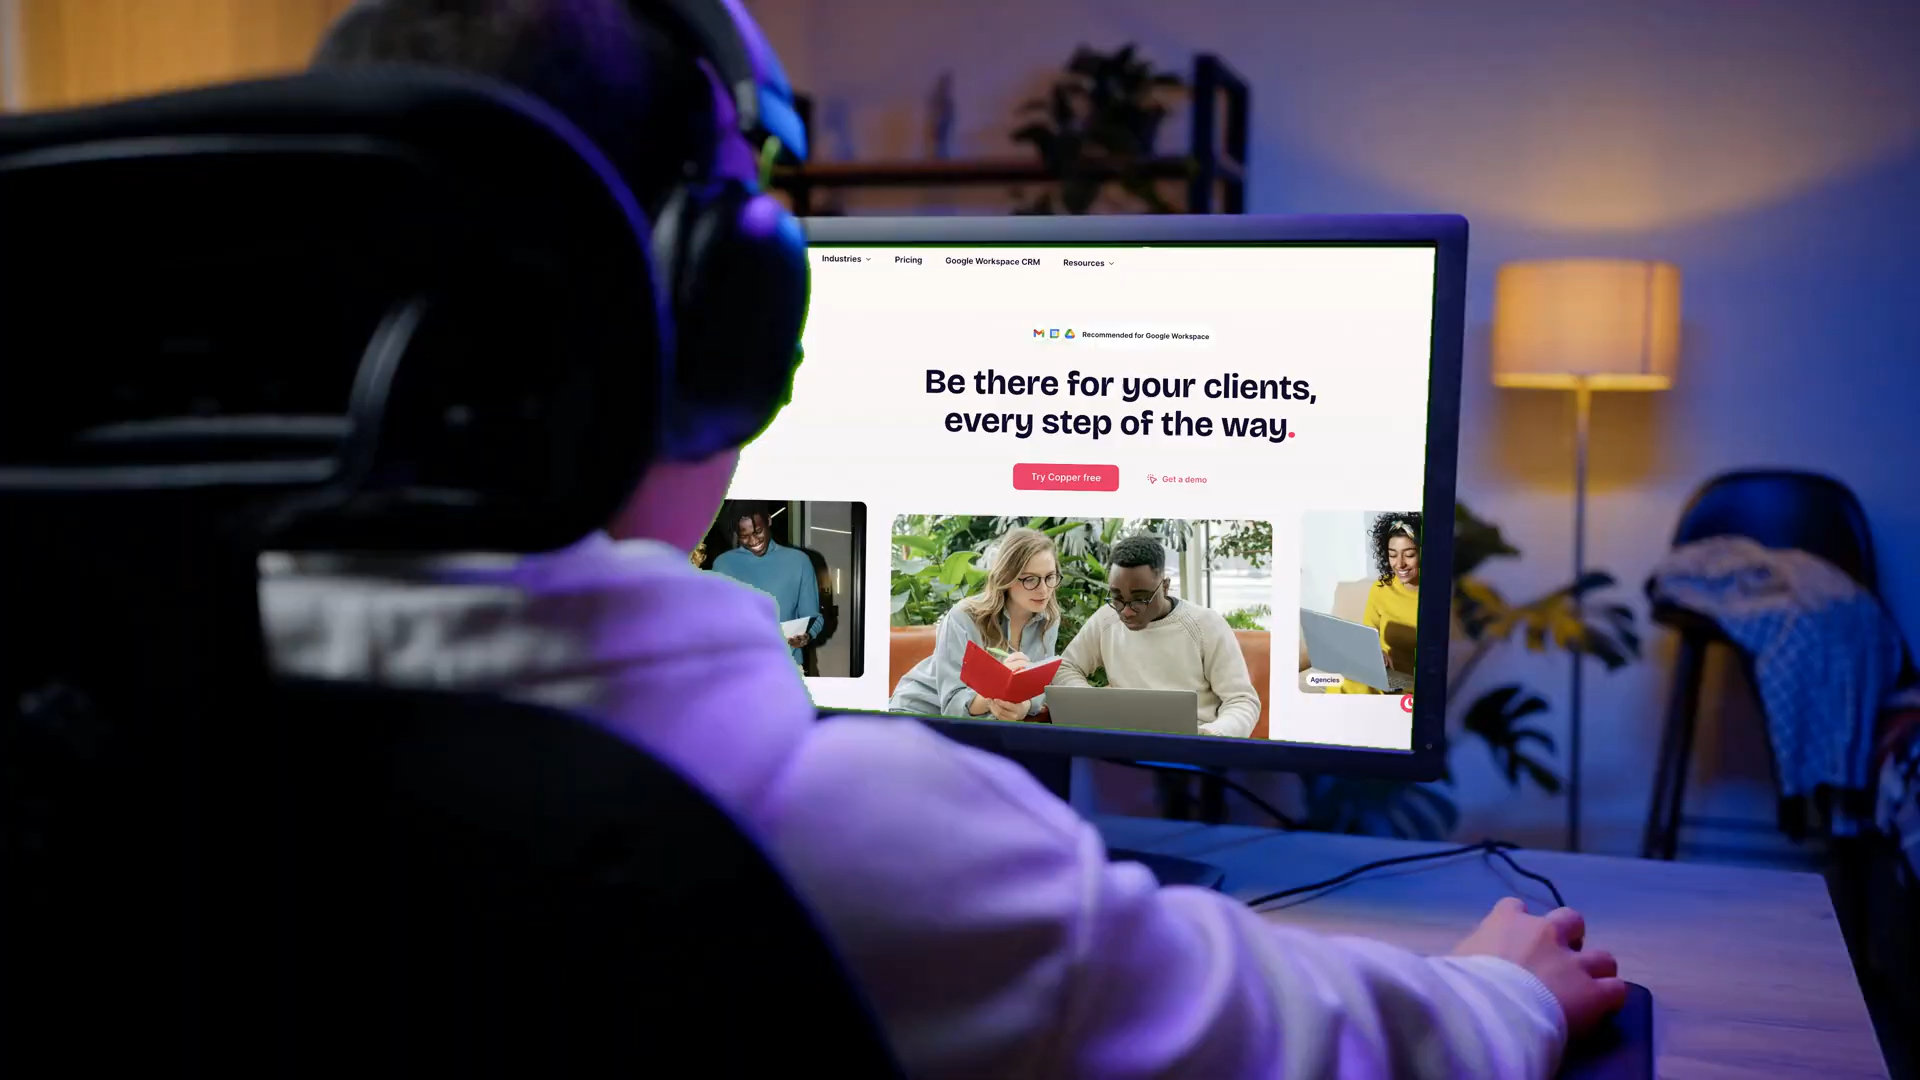 Industries Pricing Google Workspace CRM Resources
Recommended for Google Workspace
Be there for your clients,
every step of the way.
Try Copper free Get a demo
Agencies